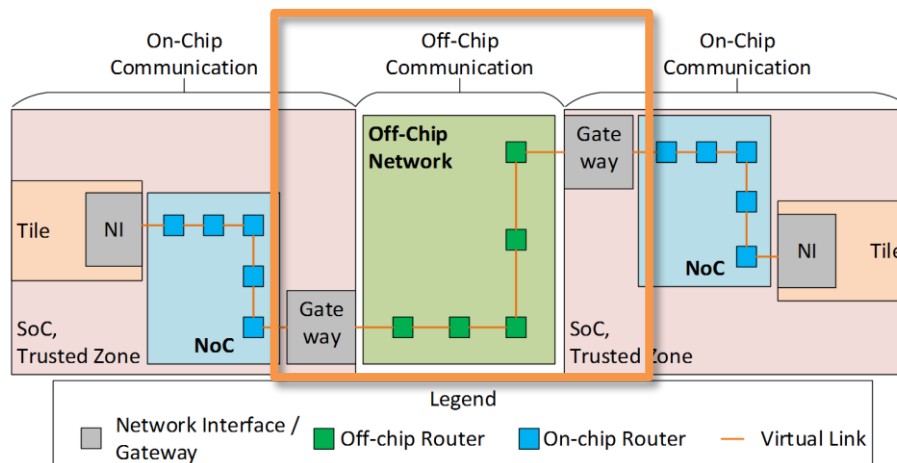 On-Chip
Communication
Off-Chip
Communication
On-Chip
Communication
Off-Chip
Network
Gate
way
Tile
NI
NoC
Gate
way
SoC,
Trusted Zone
NoC
NI
Tile
SoC,
Trusted Zone
Legend
Network Interface /
Gateway
Off-chip Router
On-chip Router
Virtual Link